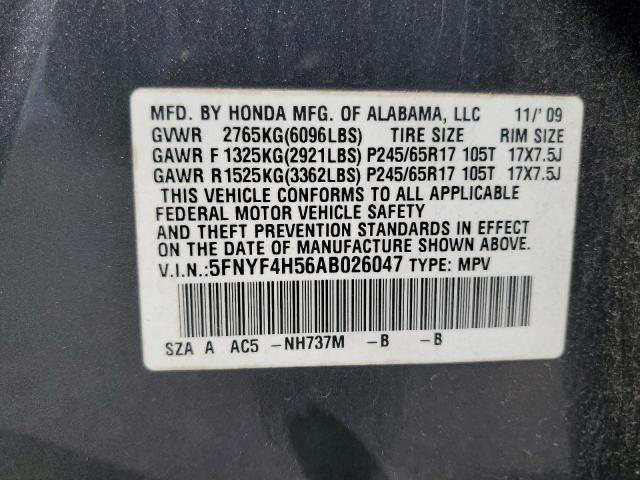 MFD. BY HONDA MFG. OF ALABAMA, LLC 11/'09
GVWR 2765KG(6096LBS) TIRE SIZE RIM SIZE
GAWR F 1325KG(2921LBS) P245/65R17 105T 17X7.5J
GAWR R 1525KG(3362LBS) P245/65R17 105T 17X7.5J
THIS VEHICLE CONFORMS TO ALL APPLICABLE
FEDERAL MOTOR VEHICLE SAFETY
AND THEFT PREVENTION STANDARDS IN EFFECT
ON THE DATE OF MANUFACTURE SHOWN ABOVE.
V.I.N.:5FNYF4H56AB026047 TYPE: MPV
SZA A AC5 -NH737M -B -B